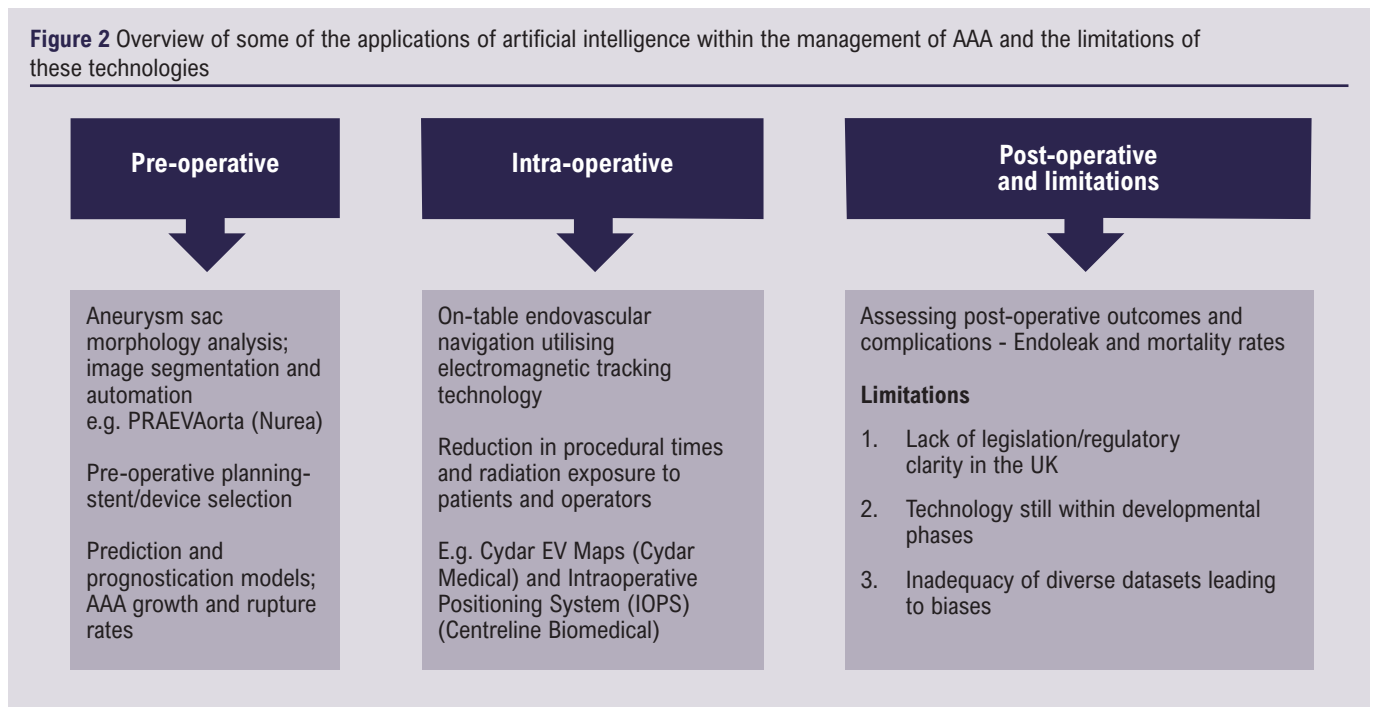 Figure 2 Overview of some of the applications of artificial intelligence within the management of AAA and the limitations of
these technologies
Pre-operative
Aneurysm sac
morphology analysis;
image segmentation and
automation
e.g. PRAEVAorta (Nurea)
Pre-operative planning-
stent/device selection
Prediction and
prognostication models;
AAA growth and rupture
rates
Intra-operative
On-table endovascular
navigation utilising
electromagnetic tracking
technology
Reduction in procedural times
and radiation exposure to
patients and operators
E.g. Cydar EV Maps (Cydar
Medical) and Intraoperative
Positioning System (IOPS)
(Centreline Biomedical)
Post-operative
and limitations
Assessing post-operative outcomes and
complications - Endoleak and mortality rates
Limitations
1. Lack of legislation/regulatory
clarity in the UK
2. Technology still within developmental
phases
3. Inadequacy of diverse datasets leading
to biases